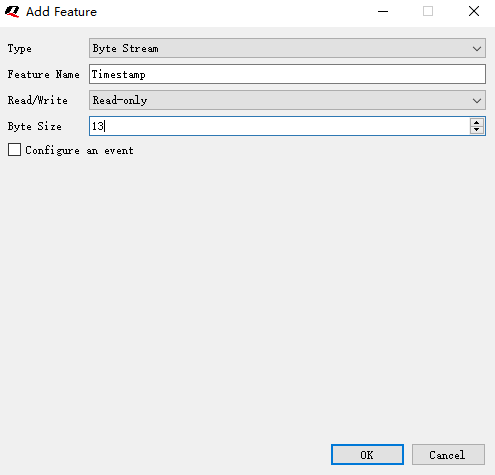 Add Feature
Type Byte Stream
Feature Name Timestamp
Read/Write Read-only
Byte Size 13
Configure an event
OK Cancel